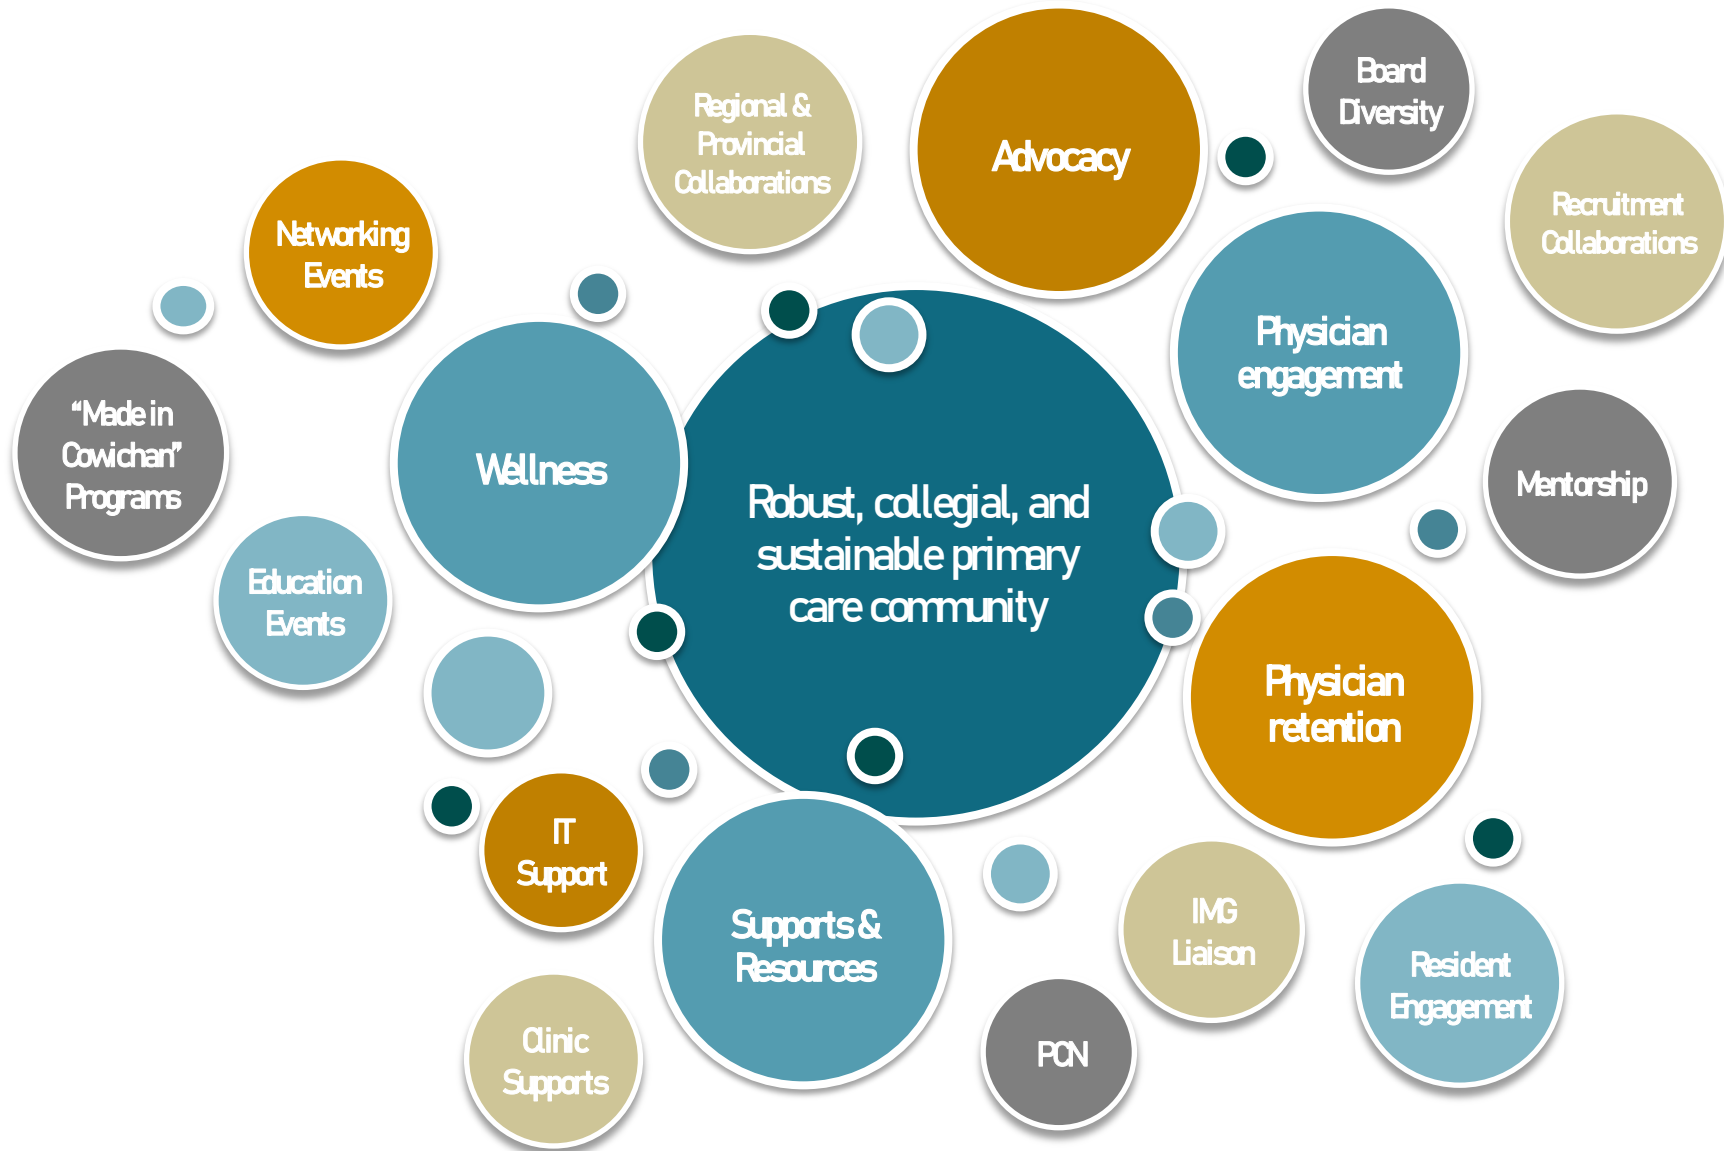 Regional &
Provincial
Collaborations
Advocacy
Board
Diversity
Recruitment
Collaborations
Networking
Events
Physician
engagement
"Made in
Cowichan"
Programs
Wellness
Robust, collegial, and
sustainable primary
care community
Mentorship
Education
Events
Physician
retention
IT
Support
Supports &
Resources
IMG
Liaison
Resident
Engagement
Clinic
Supports
PCN